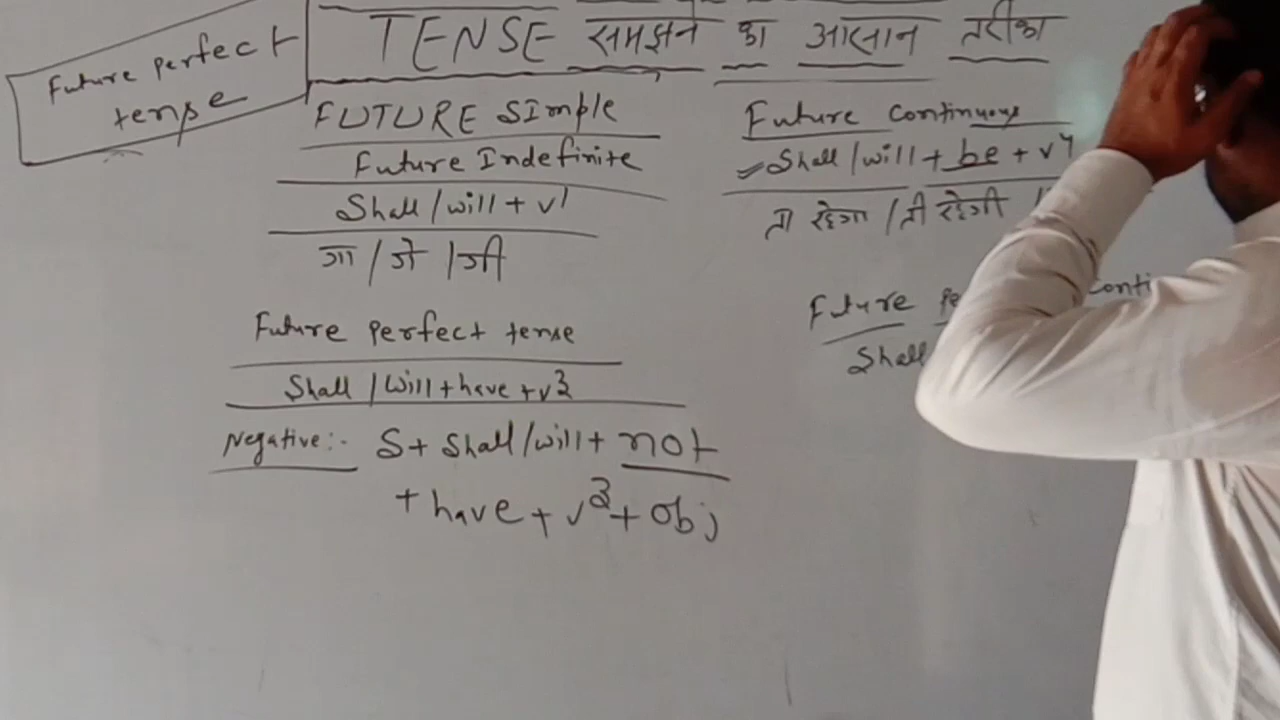 Future perfect
tense
TENSE समझने का आसान तरीका
FUTURE SImple
Future Indefinite
Shall/will + v1
गा/गे/गी
Future continuous
Shall/will + be + v4
ता रहेगा/ती रहेगी
Future perfect tense
Shall/Will + have + v3
Negative:- S + Shall/will + not
+ have + v3 + obj
Future
Shall